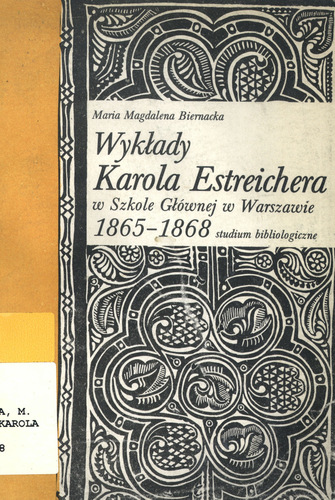 Maria Magdalena Biernacka
Wykłady
Karola Estreichera
w Szkole Głównej w Warszawie
1865–1868 studium bibliologiczne
A, M.
KAROLA
8